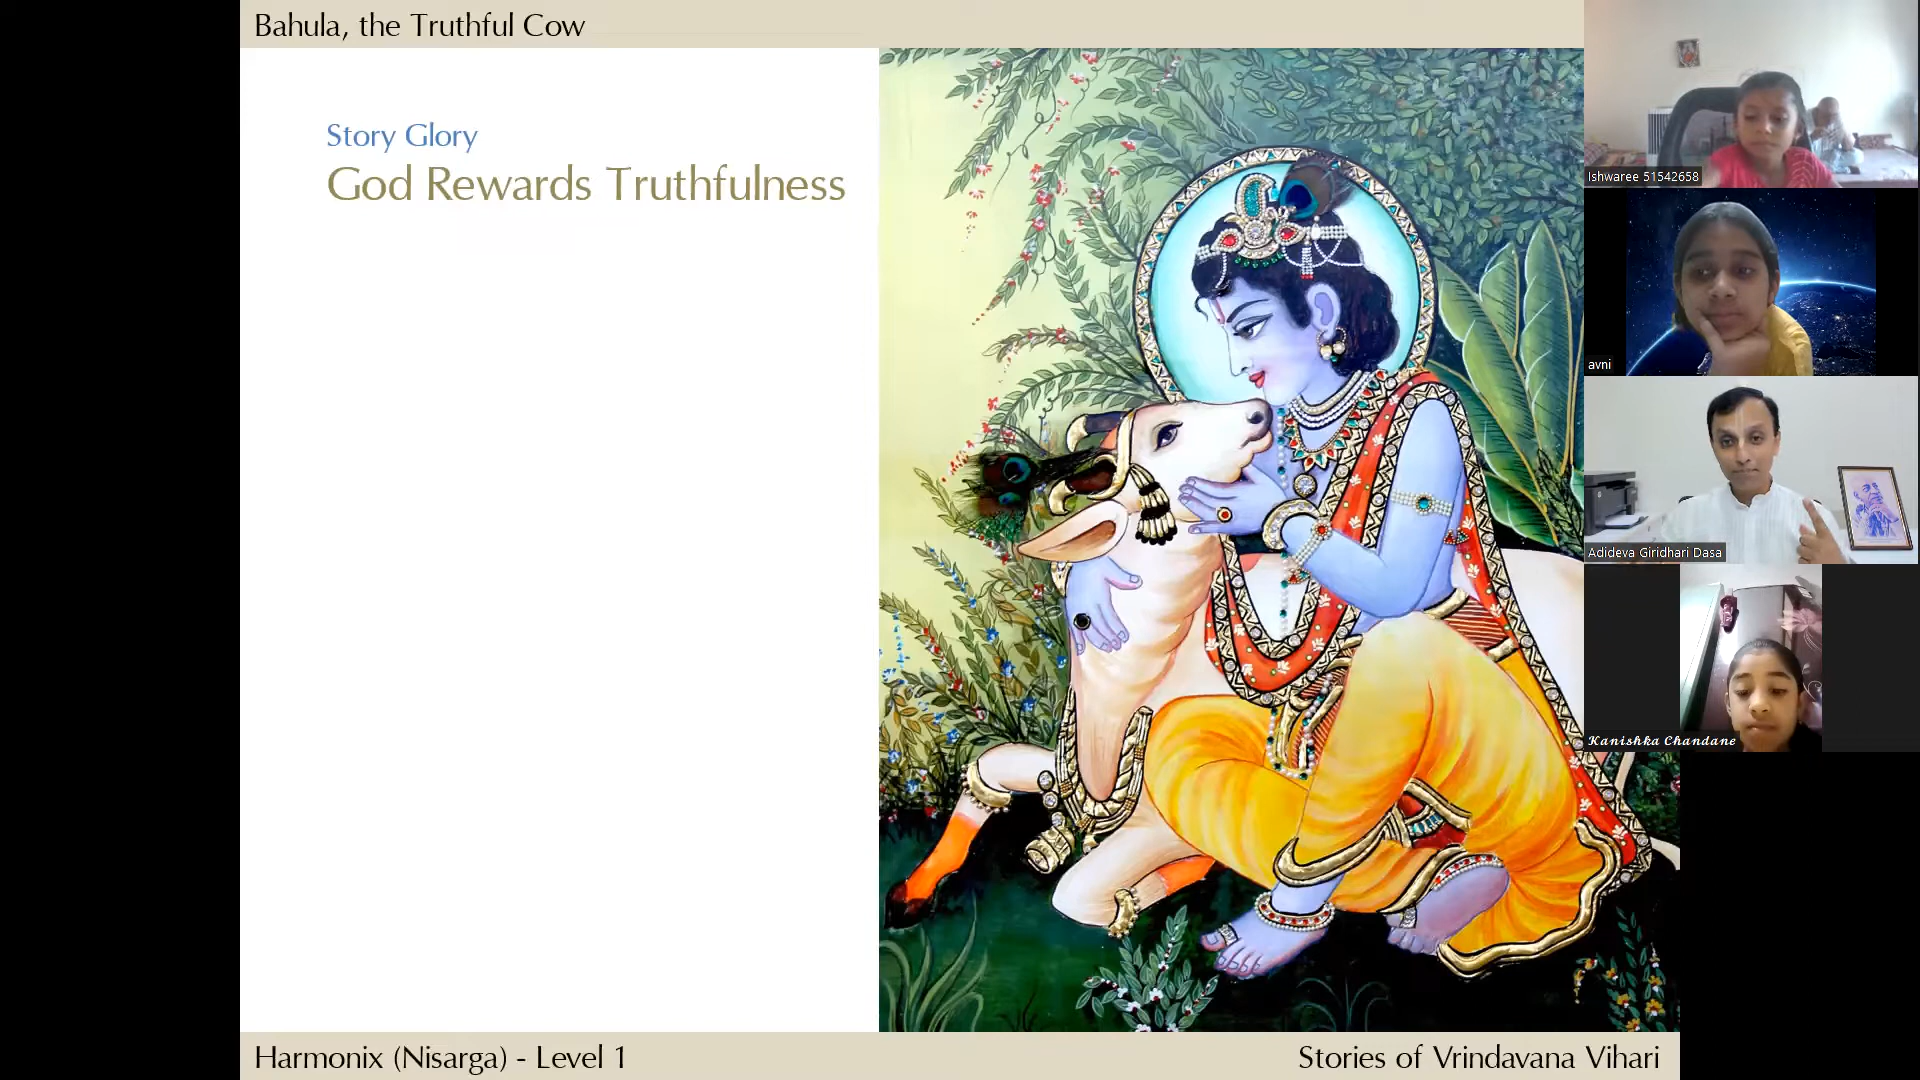 Bahula, the Truthful Cow
Story Glory
God Rewards Truthfulness
Harmonix (Nisarga) - Level 1
Stories of Vrindavana Vihari
Ishwaree 51542658
avni
Adideva Giridhari Dasa
Kanishka Chandane